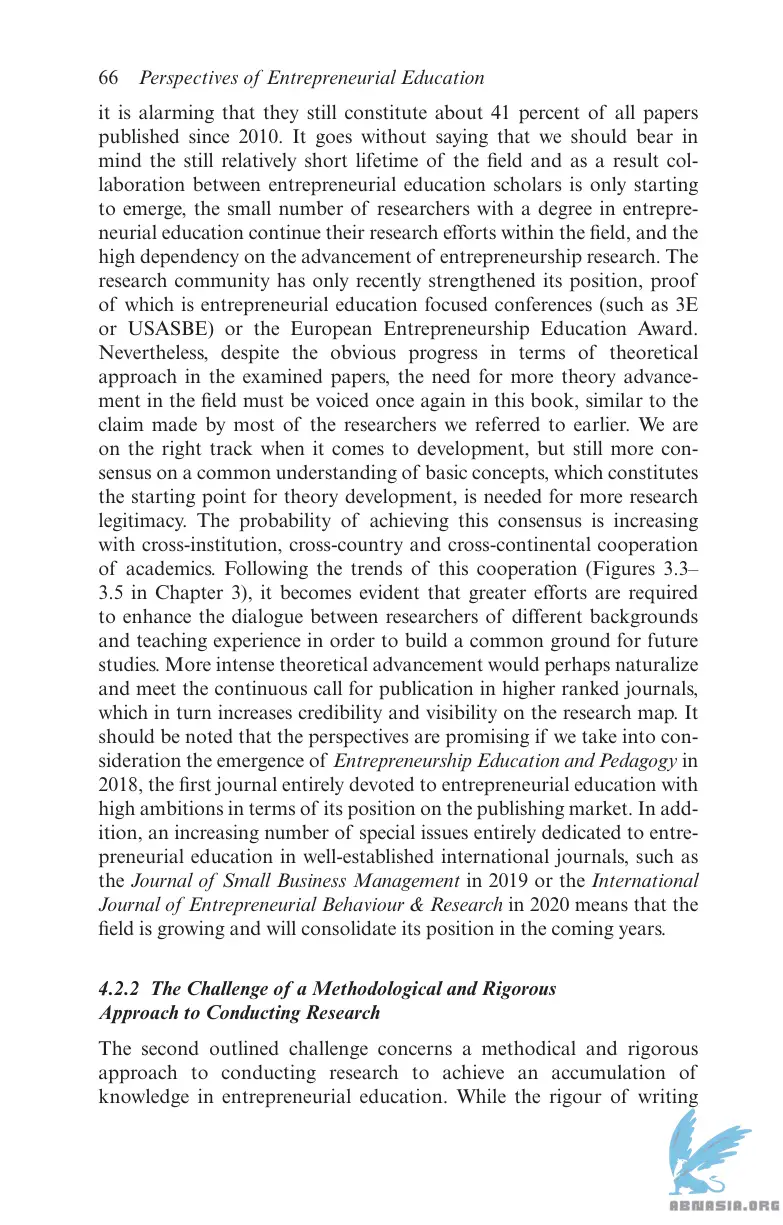 66 Perspectives of Entrepreneurial Education
it is alarming that they still constitute about 41 percent of all papers
published since 2010. It goes without saying that we should bear in
mind the still relatively short lifetime of the field and as a result col-
laboration between entrepreneurial education scholars is only starting
to emerge, the small number of researchers with a degree in entrepre-
neurial education continue their research efforts within the field, and the
high dependency on the advancement of entrepreneurship research. The
research community has only recently strengthened its position, proof
of which is entrepreneurial education focused conferences (such as 3E
or USASBE) or the European Entrepreneurship Education Award.
Nevertheless, despite the obvious progress in terms of theoretical
approach in the examined papers, the need for more theory advance-
ment in the field must be voiced once again in this book, similar to the
claim made by most of the researchers we referred to earlier. We are
on the right track when it comes to development, but still more con-
sensus on a common understanding of basic concepts, which constitutes
the starting point for theory development, is needed for more research
legitimacy. The probability of achieving this consensus is increasing
with cross-institution, cross-country and cross-continental cooperation
of academics. Following the trends of this cooperation (Figures 3.3–
3.5 in Chapter 3), it becomes evident that greater efforts are required
to enhance the dialogue between researchers of different backgrounds
and teaching experience in order to build a common ground for future
studies. More intense theoretical advancement would perhaps naturalize
and meet the continuous call for publication in higher ranked journals,
which in turn increases credibility and visibility on the research map. It
should be noted that the perspectives are promising if we take into con-
sideration the emergence of Entrepreneurship Education and Pedagogy in
2018, the first journal entirely devoted to entrepreneurial education with
high ambitions in terms of its position on the publishing market. In add-
ition, an increasing number of special issues entirely dedicated to entre-
preneurial education in well-established international journals, such as
the Journal of Small Business Management in 2019 or the International
Journal of Entrepreneurial Behaviour & Research in 2020 means that the
field is growing and will consolidate its position in the coming years.
4.2.2 The Challenge of a Methodological and Rigorous
Approach to Conducting Research
The second outlined challenge concerns a methodical and rigorous
approach to conducting research to achieve an accumulation of
knowledge in entrepreneurial education. While the rigour of writing
ABNASIA.ORG